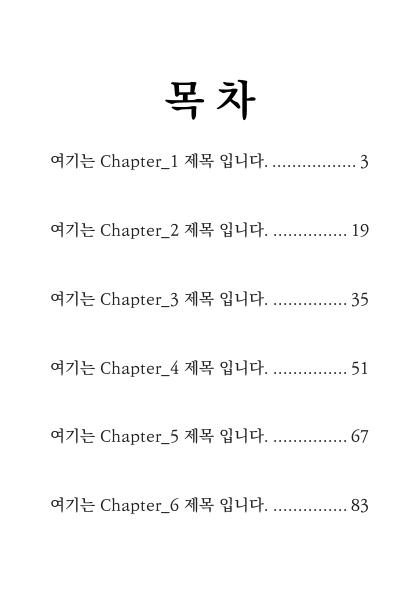 목 차
여기는 Chapter_1 제목 입니다. ................. 3
여기는 Chapter_2 제목 입니다. ............... 19
여기는 Chapter_3 제목 입니다. ............... 35
여기는 Chapter_4 제목 입니다. ............... 51
여기는 Chapter_5 제목 입니다. ............... 67
여기는 Chapter_6 제목 입니다. ............... 83